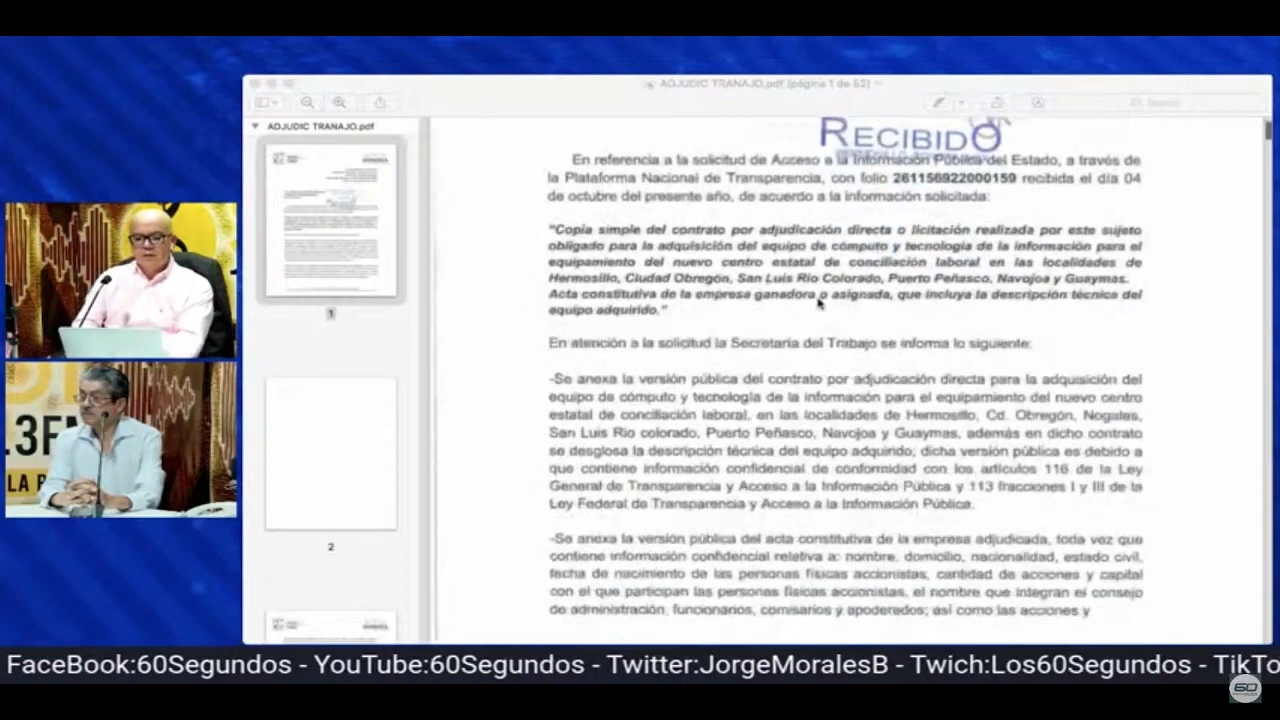 ADJUDIC TRANAJO.pdf (página 1 de 52)
ADJUDIC TRANAJO.pdf
1
2
RECIBIDO
En referencia a la solicitud de Acceso a la Información Pública del Estado, a través de
la Plataforma Nacional de Transparencia, con folio 261156922000159 recibida el día 04
de octubre del presente año, de acuerdo a la información solicitada:
"Copia simple del contrato por adjudicación directa o licitación realizada por este sujeto
obligado para la adquisición del equipo de cómputo y tecnología de la información para el
equipamiento del nuevo centro estatal de conciliación laboral en las localidades de
Hermosillo, Ciudad Obregón, San Luis Rio Colorado, Puerto Peñasco, Navojoa y Guaymas.
Acta constitutiva de la empresa ganadora o asignada, que incluya la descripción técnica del
equipo adquirido."
En atención a la solicitud la Secretaría del Trabajo se informa lo siguiente:
-Se anexa la versión pública del contrato por adjudicación directa para la adquisición del
equipo de cómputo y tecnología de la información para el equipamiento del nuevo centro
estatal de conciliación laboral, en las localidades de Hermosillo, Cd. Obregón, Nogales,
San Luis Rio colorado, Puerto Peñasco, Navojoa y Guaymas, además en dicho contrato
se desglosa la descripción técnica del equipo adquirido; dicha versión pública es debido a
que contiene información confidencial de conformidad con los artículos 116 de la Ley
General de Transparencia y Acceso a la Información Pública y 113 fracciones I y III de la
Ley Federal de Transparencia y Acceso a la Información Pública.
-Se anexa la versión pública del acta constitutiva de la empresa adjudicada, toda vez que
contiene información confidencial relativa a: nombre, domicilio, nacionalidad, estado civil,
fecha de nacimiento de las personas físicas accionistas, cantidad de acciones y capital
con el que participan las personas físicas accionistas, el nombre que integran el consejo
de administración, funcionarios, comisarios y apoderados; así como las acciones y
.3FM
LA
FaceBook:60Segundos - YouTube:60Segundos - Twitter:JorgeMoralesB - Twich:Los60Segundos - TikTo
60